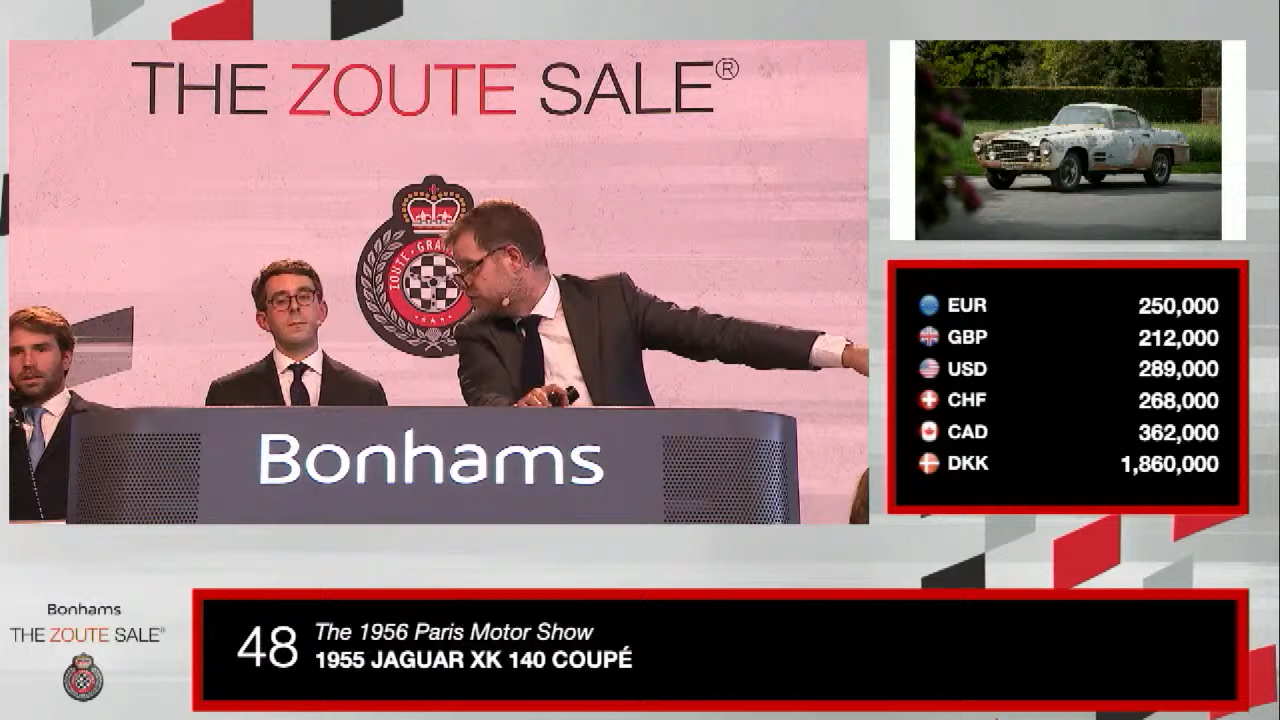 THE ZOUTE SALE®
ZOUTE · GRA
Bonhams
EUR 250,000
GBP 212,000
USD 289,000
CHF 268,000
CAD 362,000
DKK 1,860,000
Bonhams
THE ZOUTE SALE®
48
The 1956 Paris Motor Show
1955 JAGUAR XK 140 COUPÉ